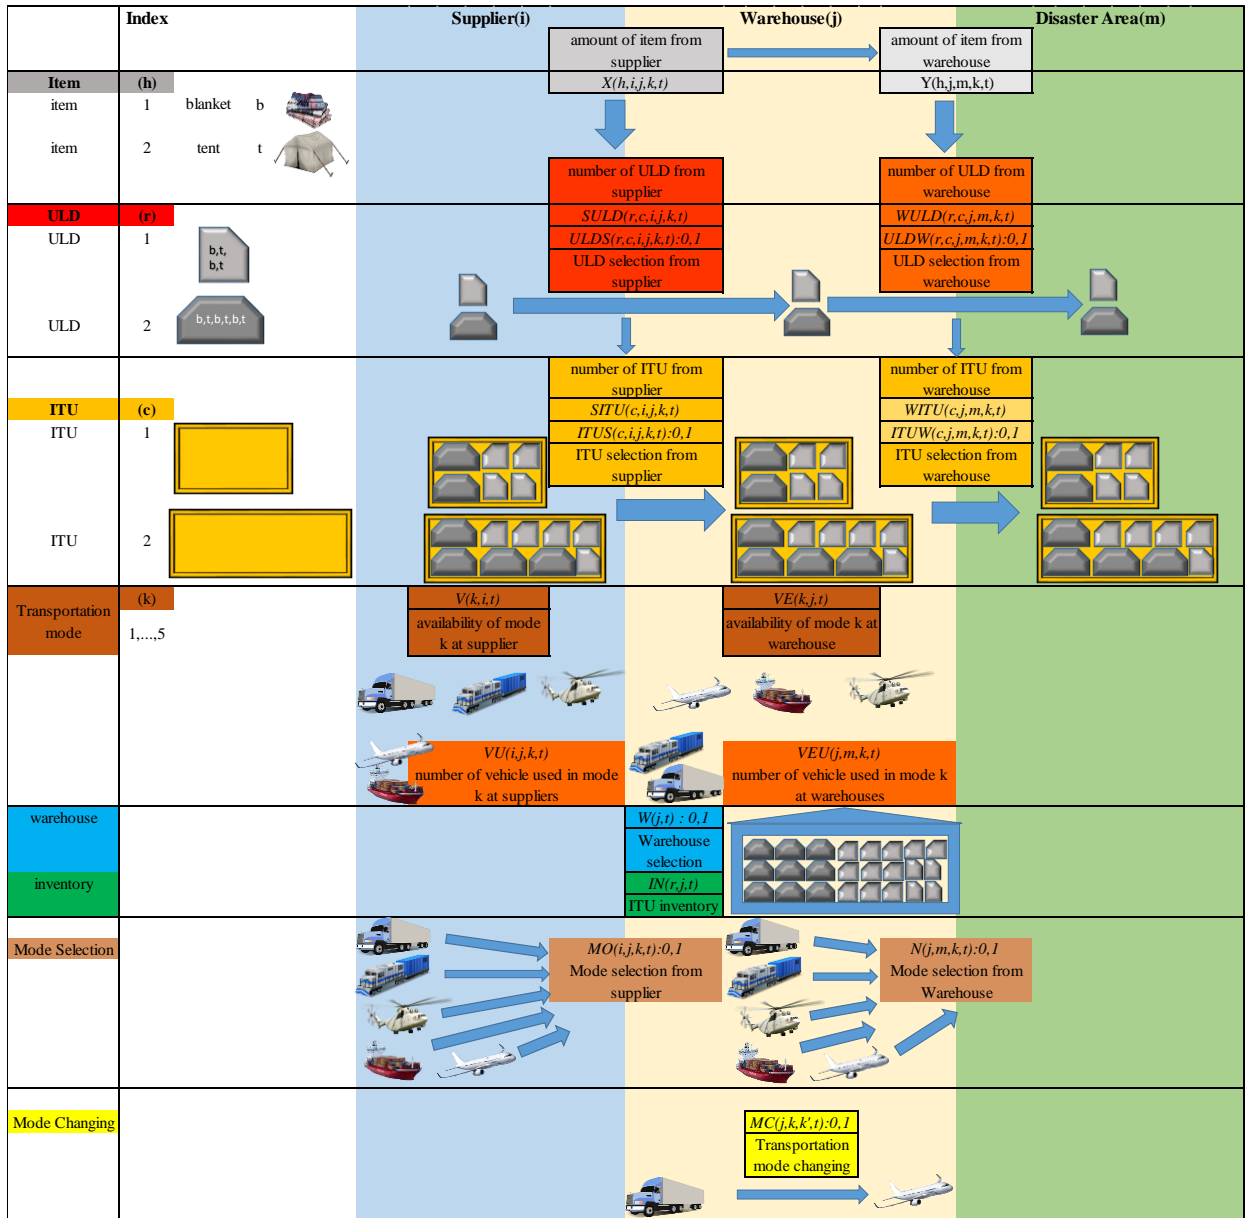 Index
Supplier(i)
Warehouse(j)
Disaster Area(m)
amount of item from
supplier
amount of item from
warehouse
Item
(h)
X(h,i,j,k,t)
Y(h,j,m,k,t)
item
1
blanket
b
item
2
tent
t
number of ULD from
supplier
number of ULD from
warehouse
ULD
(r)
SULD(r,c,i,j,k,t)
WULD(r,c,j,m,k,t)
ULD
1
b,t,
b,t
ULDS(r,c,i,j,k,t):0,1
ULDW(r,c,j,m,k,t):0,1
ULD selection from
supplier
ULD selection from
warehouse
ULD
2
b,t,b,t,b,t
number of ITU from
supplier
number of ITU from
warehouse
ITU
(c)
SITU(c,i,j,k,t)
WITU(c,j,m,k,t)
ITU
1
ITUS(c,i,j,k,t):0,1
ITUW(c,j,m,k,t):0,1
ITU selection from
supplier
ITU selection from
warehouse
ITU
2
Transportation
mode
(k)
1,...,5
V(k,i,t)
availability of mode
k at supplier
VE(k,j,t)
availability of mode k at
warehouse
VU(i,j,k,t)
number of vehicle used in mode
k at suppliers
VEU(j,m,k,t)
number of vehicle used in mode k
at warehouses
warehouse
W(j,t) : 0,1
Warehouse
selection
inventory
IN(r,j,t)
ITU inventory
Mode Selection
MO(i,j,k,t):0,1
Mode selection from
supplier
N(j,m,k,t):0,1
Mode selection from
Warehouse
Mode Changing
MC(j,k,k',t):0,1
Transportation
mode changing